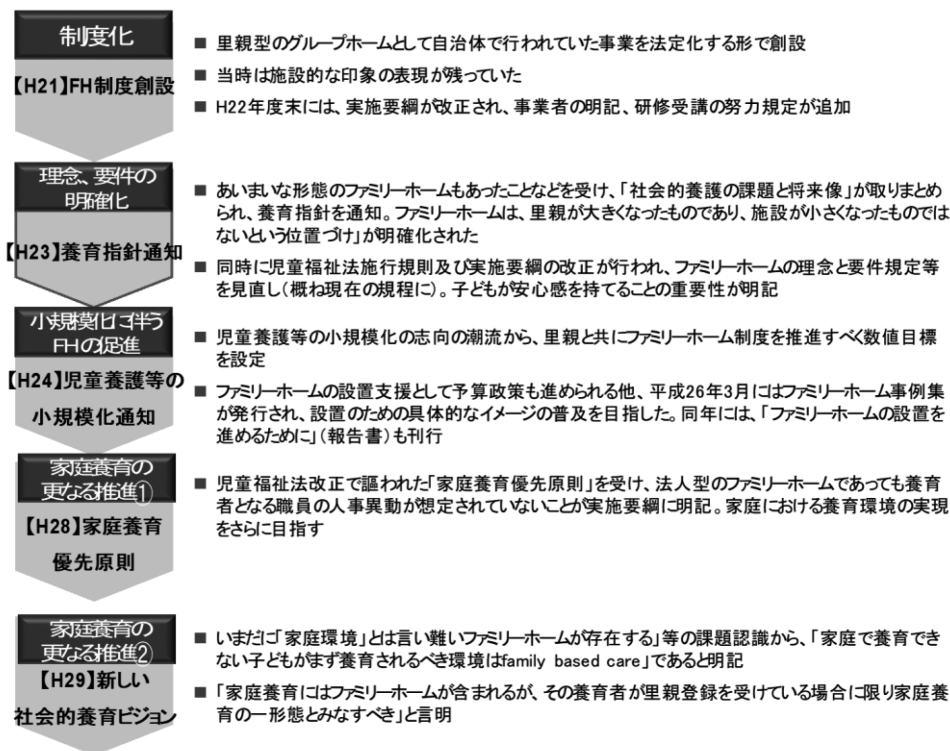 制度化
【H21】FH制度創設
■ 里親型のグループホームとして自治体で行われていた事業を法定化する形で創設
■ 当時は施設的な印象の表現が残っていた
■ H22年度末には、実施要綱が改正され、事業者の明記、研修受講の努力規定が追加
理念、要件の
明確化
【H23】養育指針通知
■ あいまいな形態のファミリーホームもあったことなどを受け、「社会的養護の課題と将来像」が取りまとめ
られ、養育指針を通知。ファミリーホームは、里親が大きくなったものであり、施設が小さくなったものでは
ないという位置づけ」が明確化された
■ 同時に児童福祉法施行規則及び実施要綱の改正が行われ、ファミリーホームの理念と要件規定等
を見直し（概ね現在の規程に）。子どもが安心感を持てることの重要性が明記
小規模化に伴う
FHの促進
【H24】児童養護等の
小規模化通知
■ 児童養護等の小規模化の志向の潮流から、里親と共にファミリーホーム制度を推進すべく数値目標
を設定
■ ファミリーホームの設置支援として予算政策も進められる他、平成26年3月にはファミリーホーム事例集
が発行され、設置のための具体的なイメージの普及を目指した。同年には、「ファミリーホームの設置を
進めるために」（報告書）も刊行
家庭養育の
更なる推進①
【H28】家庭養育
優先原則
■ 児童福祉法改正で謳われた「家庭養育優先原則」を受け、法人型のファミリーホームであっても養育
者となる職員の人事異動が想定されていないことが実施要綱に明記。家庭における養育環境の実現
をさらに目指す
家庭養育の
更なる推進②
【H29】新しい
社会的養育ビジョン
■ いまだに「家庭環境」とは言い難いファミリーホームが存在する」等の課題認識から、「家庭で養育でき
ない子どもがまず養育されるべき環境はfamily based care」であると明記
■ 「家庭養育にはファミリーホームが含まれるが、その養育者が里親登録を受けている場合に限り家庭養
育の一形態とみなすべき」と言明